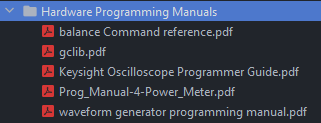 Hardware Programming Manuals
balance Command reference.pdf
gclib.pdf
Keysight Oscilloscope Programmer Guide.pdf
Prog_Manual-4-Power_Meter.pdf
waveform generator programming manual.pdf